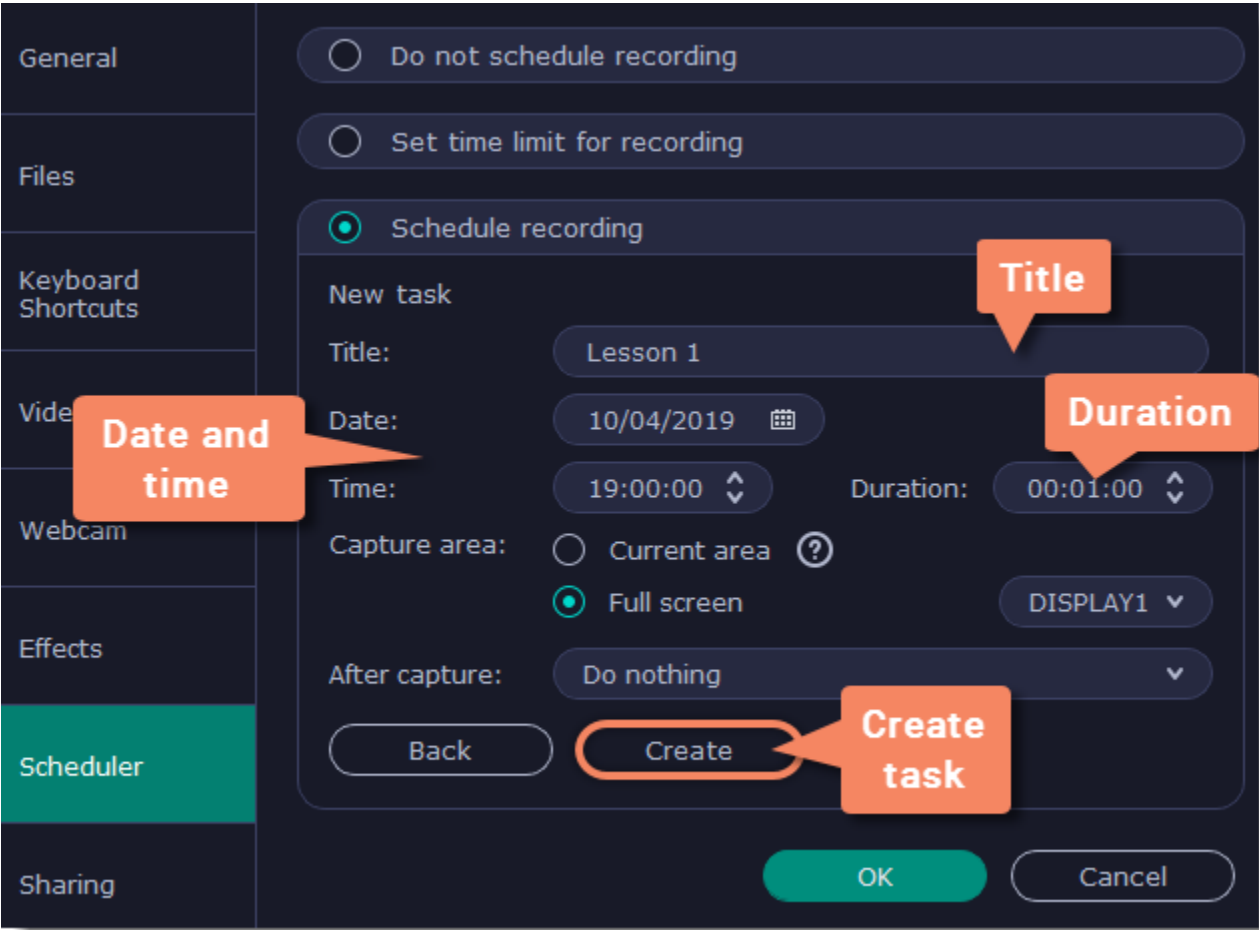 General
Files
Keyboard
Shortcuts
Vide
Webcam
Effects
Scheduler
Sharing
Do not schedule recording
Set time limit for recording
Schedule recording
New task
Title
Title: Lesson 1
Duration
Date and
time
Date: 10/04/2019
Time: 19:00:00 Duration: 00:01:00
Capture area: Current area ?
Full screen DISPLAY1
After capture: Do nothing
Back Create
Create
task
OK Cancel